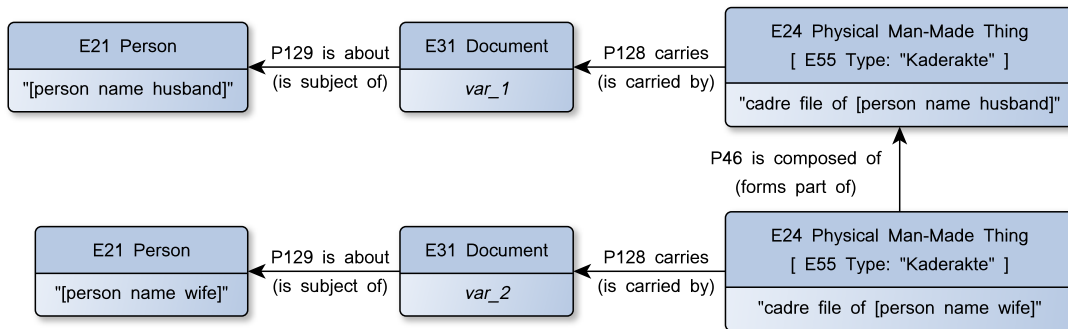 E21 Person
"[person name husband]"
P129 is about
(is subject of)
E31 Document
var_1
P128 carries
(is carried by)
E24 Physical Man-Made Thing
[ E55 Type: "Kaderakte" ]
"cadre file of [person name husband]"
P46 is composed of
(forms part of)
E21 Person
"[person name wife]"
P129 is about
(is subject of)
E31 Document
var_2
P128 carries
(is carried by)
E24 Physical Man-Made Thing
[ E55 Type: "Kaderakte" ]
"cadre file of [person name wife]"